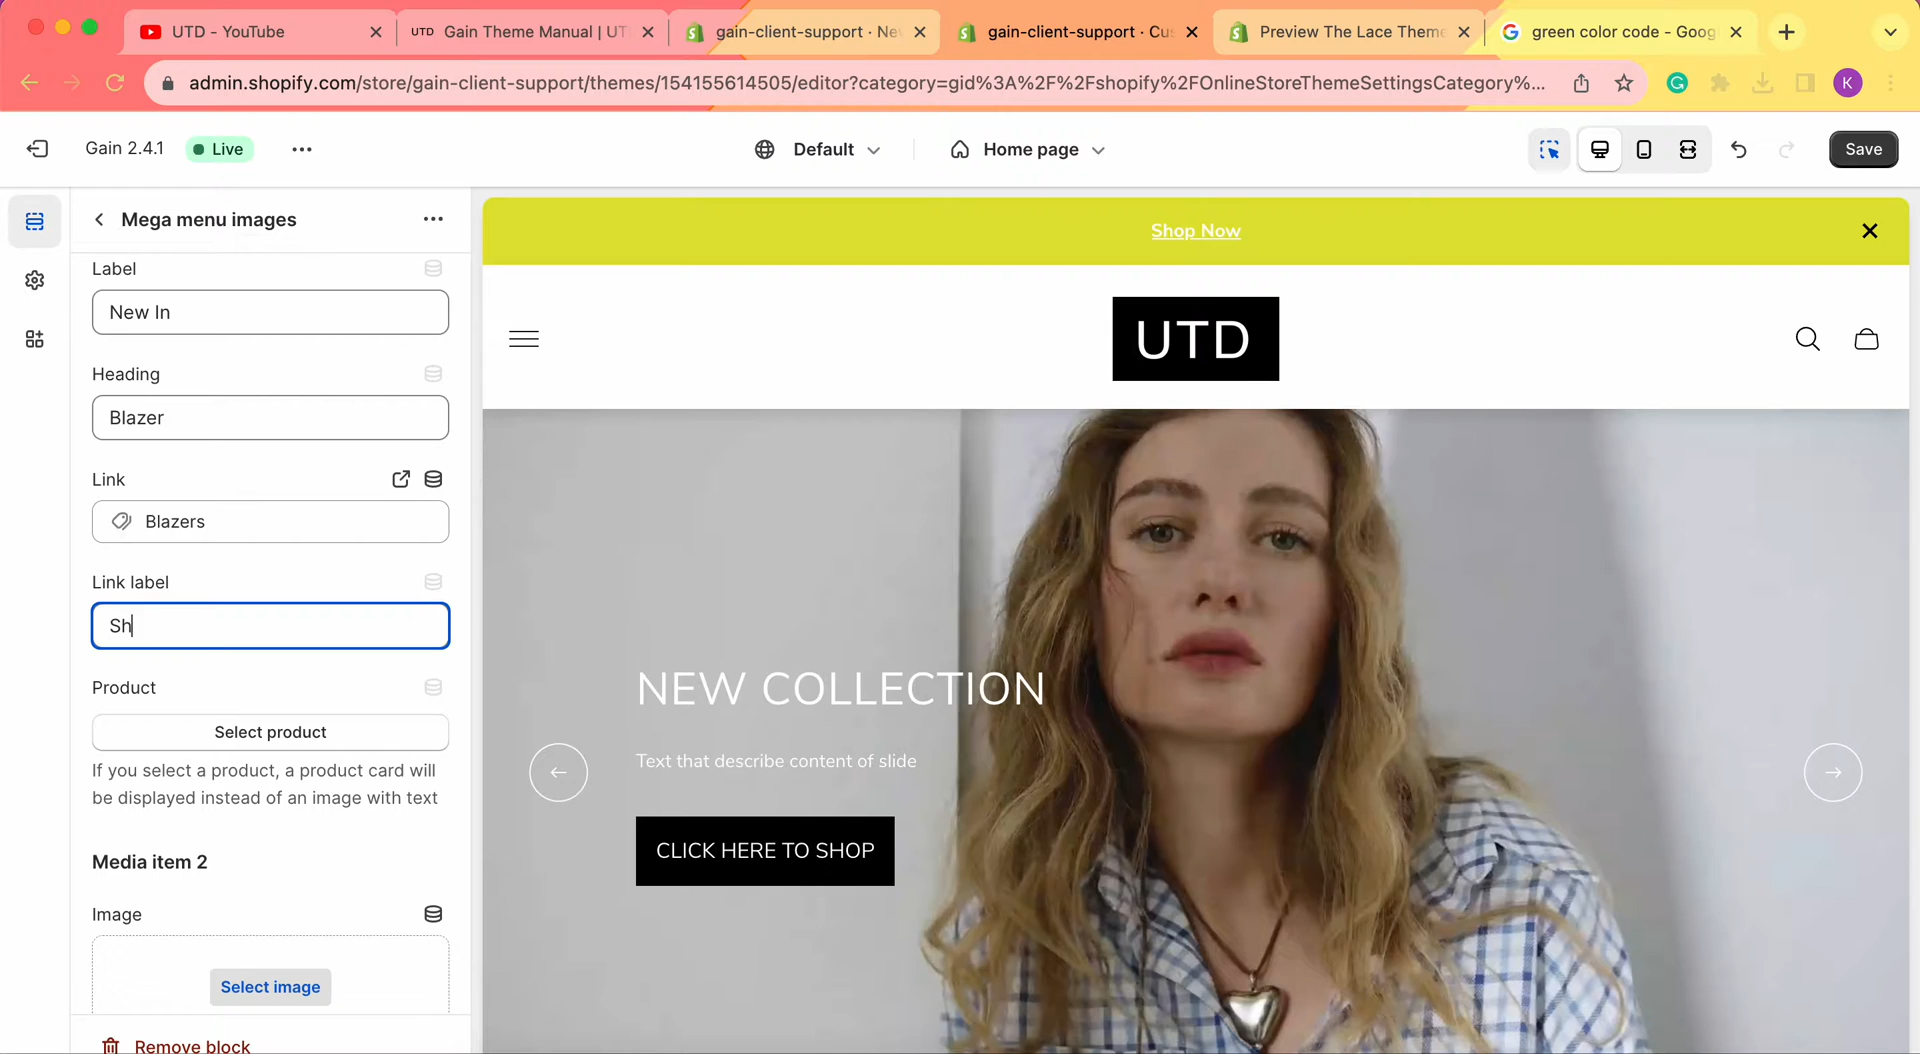 UTD - YouTube
UTD Gain Theme Manual | UT
gain-client-support · Ne
gain-client-support · Cu
Preview The Lace Theme
green color code - Goog
admin.shopify.com/store/gain-client-support/themes/154155614505/editor?category=gid%3A%2F%2Fshopify%2FOnlineStoreThemeSettingsCategory%...
K
Gain 2.4.1
Live
Default
Home page
Save
Mega menu images
Label
New In
Heading
Blazer
Link
Blazers
Link label
Sh
Product
Select product
If you select a product, a product card will
be displayed instead of an image with text
Media item 2
Image
Select image
Remove block
Shop Now
UTD
NEW COLLECTION
Text that describe content of slide
CLICK HERE TO SHOP